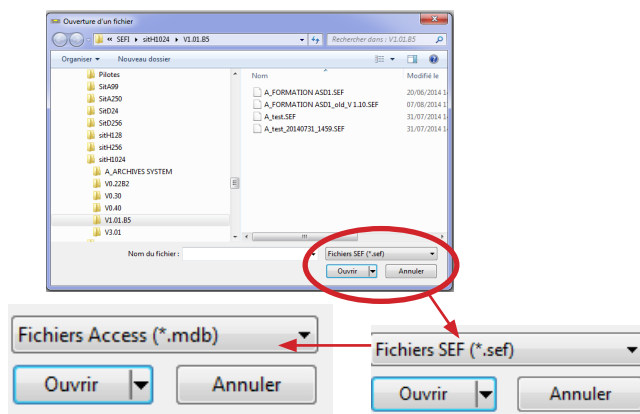 Ouverture d'un fichier
« SEFI ▸ sitH1024 ▸ V1.01.B5
Rechercher dans : V1.01.B5
Organiser Nouveau dossier
Pilotes
SitA99
SitA250
SitD24
SitD256
sitH128
sitH256
sitH1024
A_ARCHIVES SYSTEM
V0.22B2
V0.30
V0.40
V1.01.B5
V3.01
Nom Modifié le
A_FORMATION ASD1.SEF 20/06/2014 1
A_FORMATION ASD1_old_V 1.10.SEF 07/08/2014 1
A_test.SEF 31/07/2014 1
A_test_20140731_1459.SEF 31/07/2014 1
Nom du fichier :
Fichiers SEF (*.sef)
Ouvrir Annuler
Fichiers Access (*.mdb)
Ouvrir Annuler
Fichiers SEF (*.sef)
Ouvrir Annuler